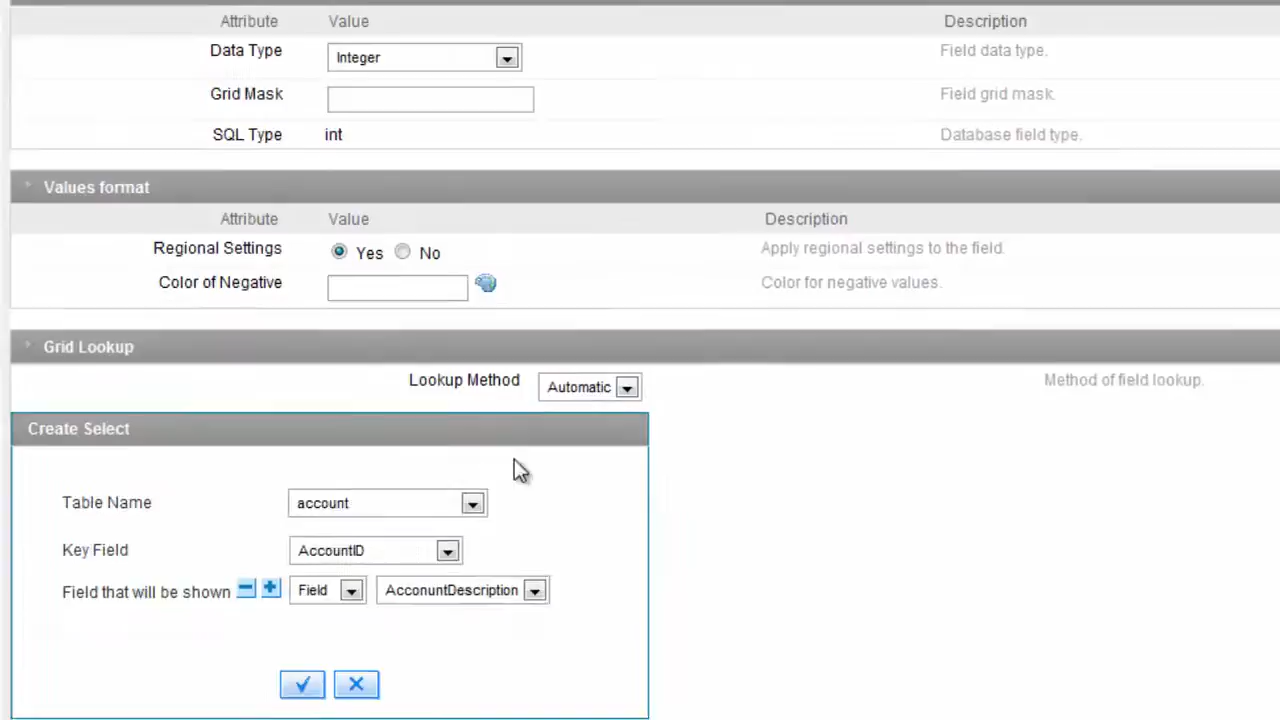 Attribute Value Description
Data Type Integer Field data type.
Grid Mask Field grid mask.
SQL Type int Database field type.
Values format
Attribute Value Description
Regional Settings Yes No Apply regional settings to the field.
Color of Negative Color for negative values.
Grid Lookup
Lookup Method Automatic Method of field lookup.
Create Select
Table Name account
Key Field AccountID
Field that will be shown Field AcconuntDescription